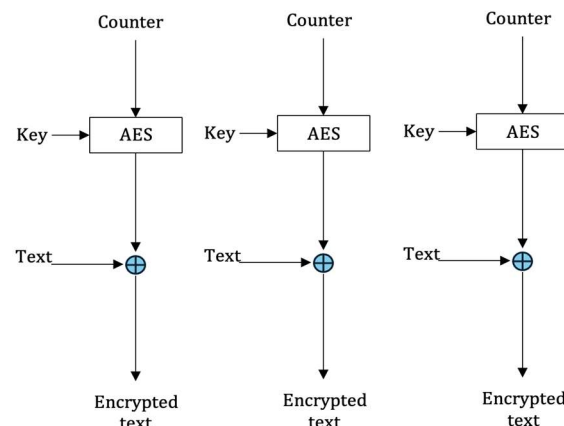 Counter Counter Counter
Key AES Key AES Key AES
Text Text Text
Encrypted Encrypted Encrypted
text text text